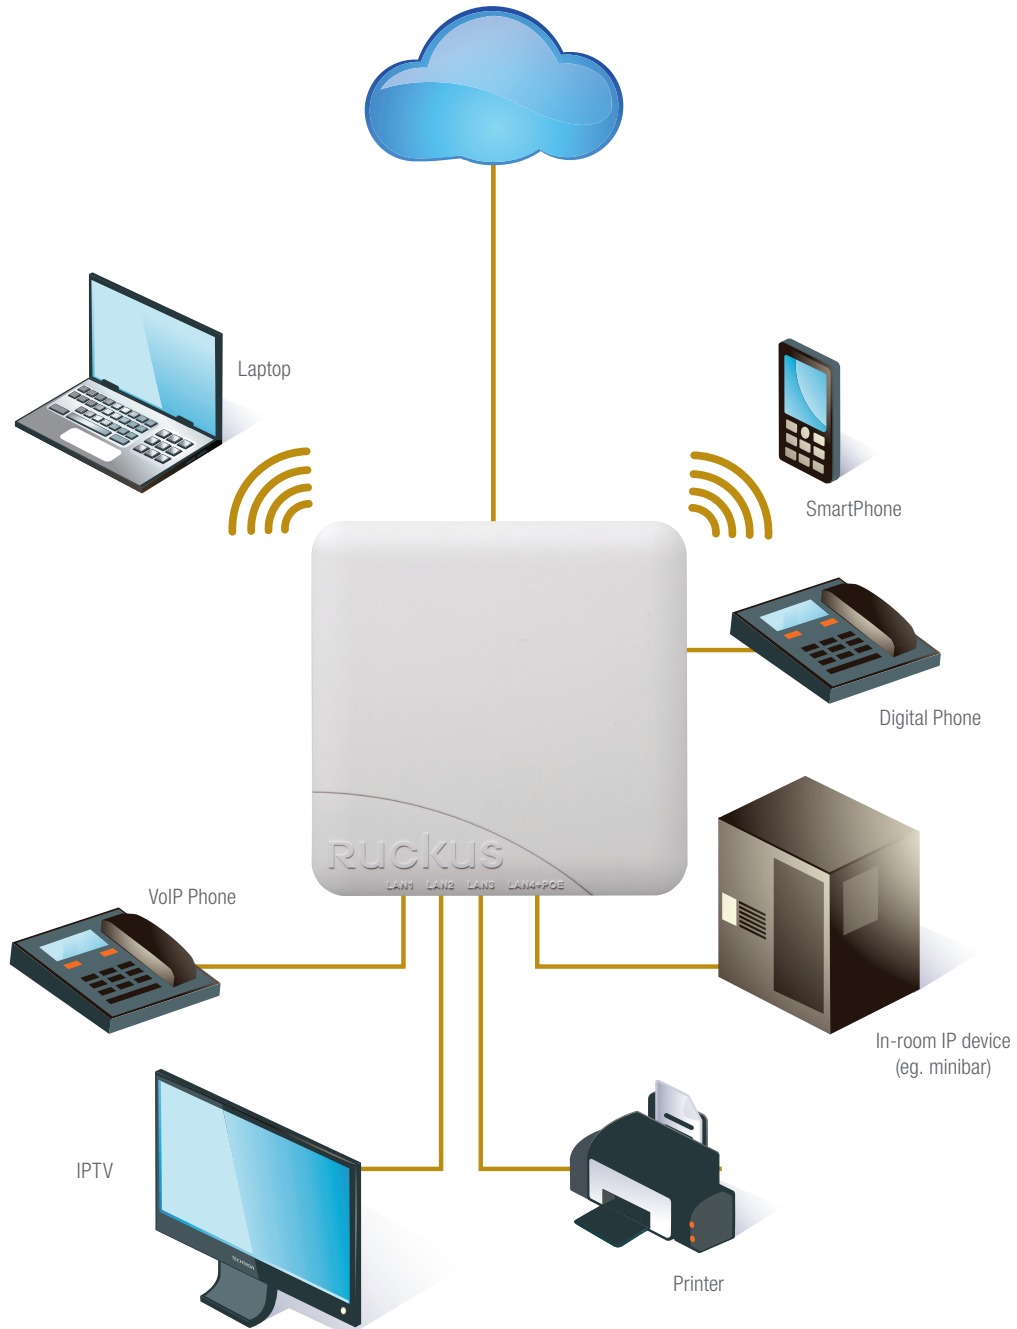 Laptop
SmartPhone
Digital Phone
Ruckus
LAN1 LAN2 LAN3 LAN4+POE
VoIP Phone
In-room IP device
(eg. minibar)
IPTV
TECHTRON
Printer